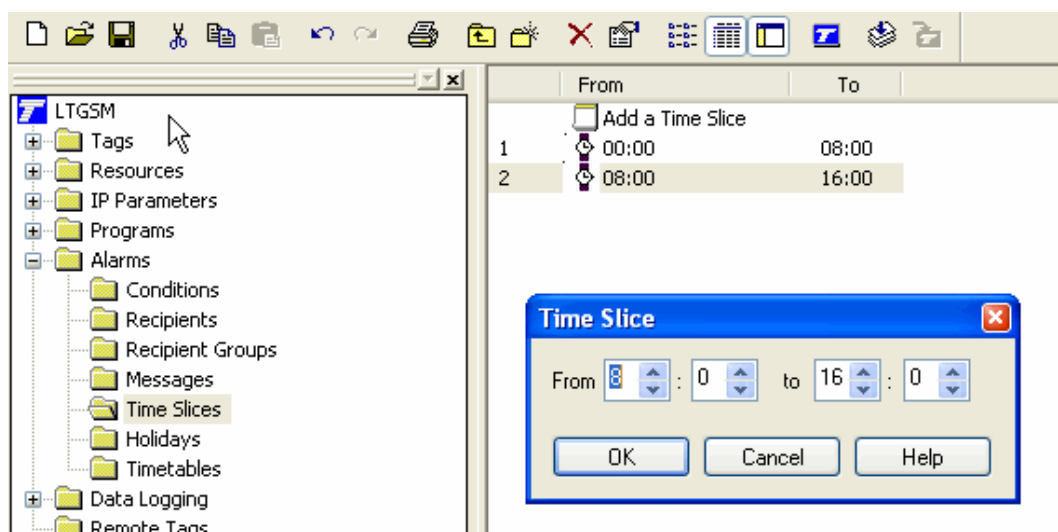 From To
LTGSM
Tags
Resources
IP Parameters
Programs
Alarms
Conditions
Recipients
Recipient Groups
Messages
Time Slices
Holidays
Timetables
Data Logging
Remote Tags
Add a Time Slice
1 00:00 08:00
2 08:00 16:00
Time Slice
From 8 : 0 to 16 : 0
OK Cancel Help